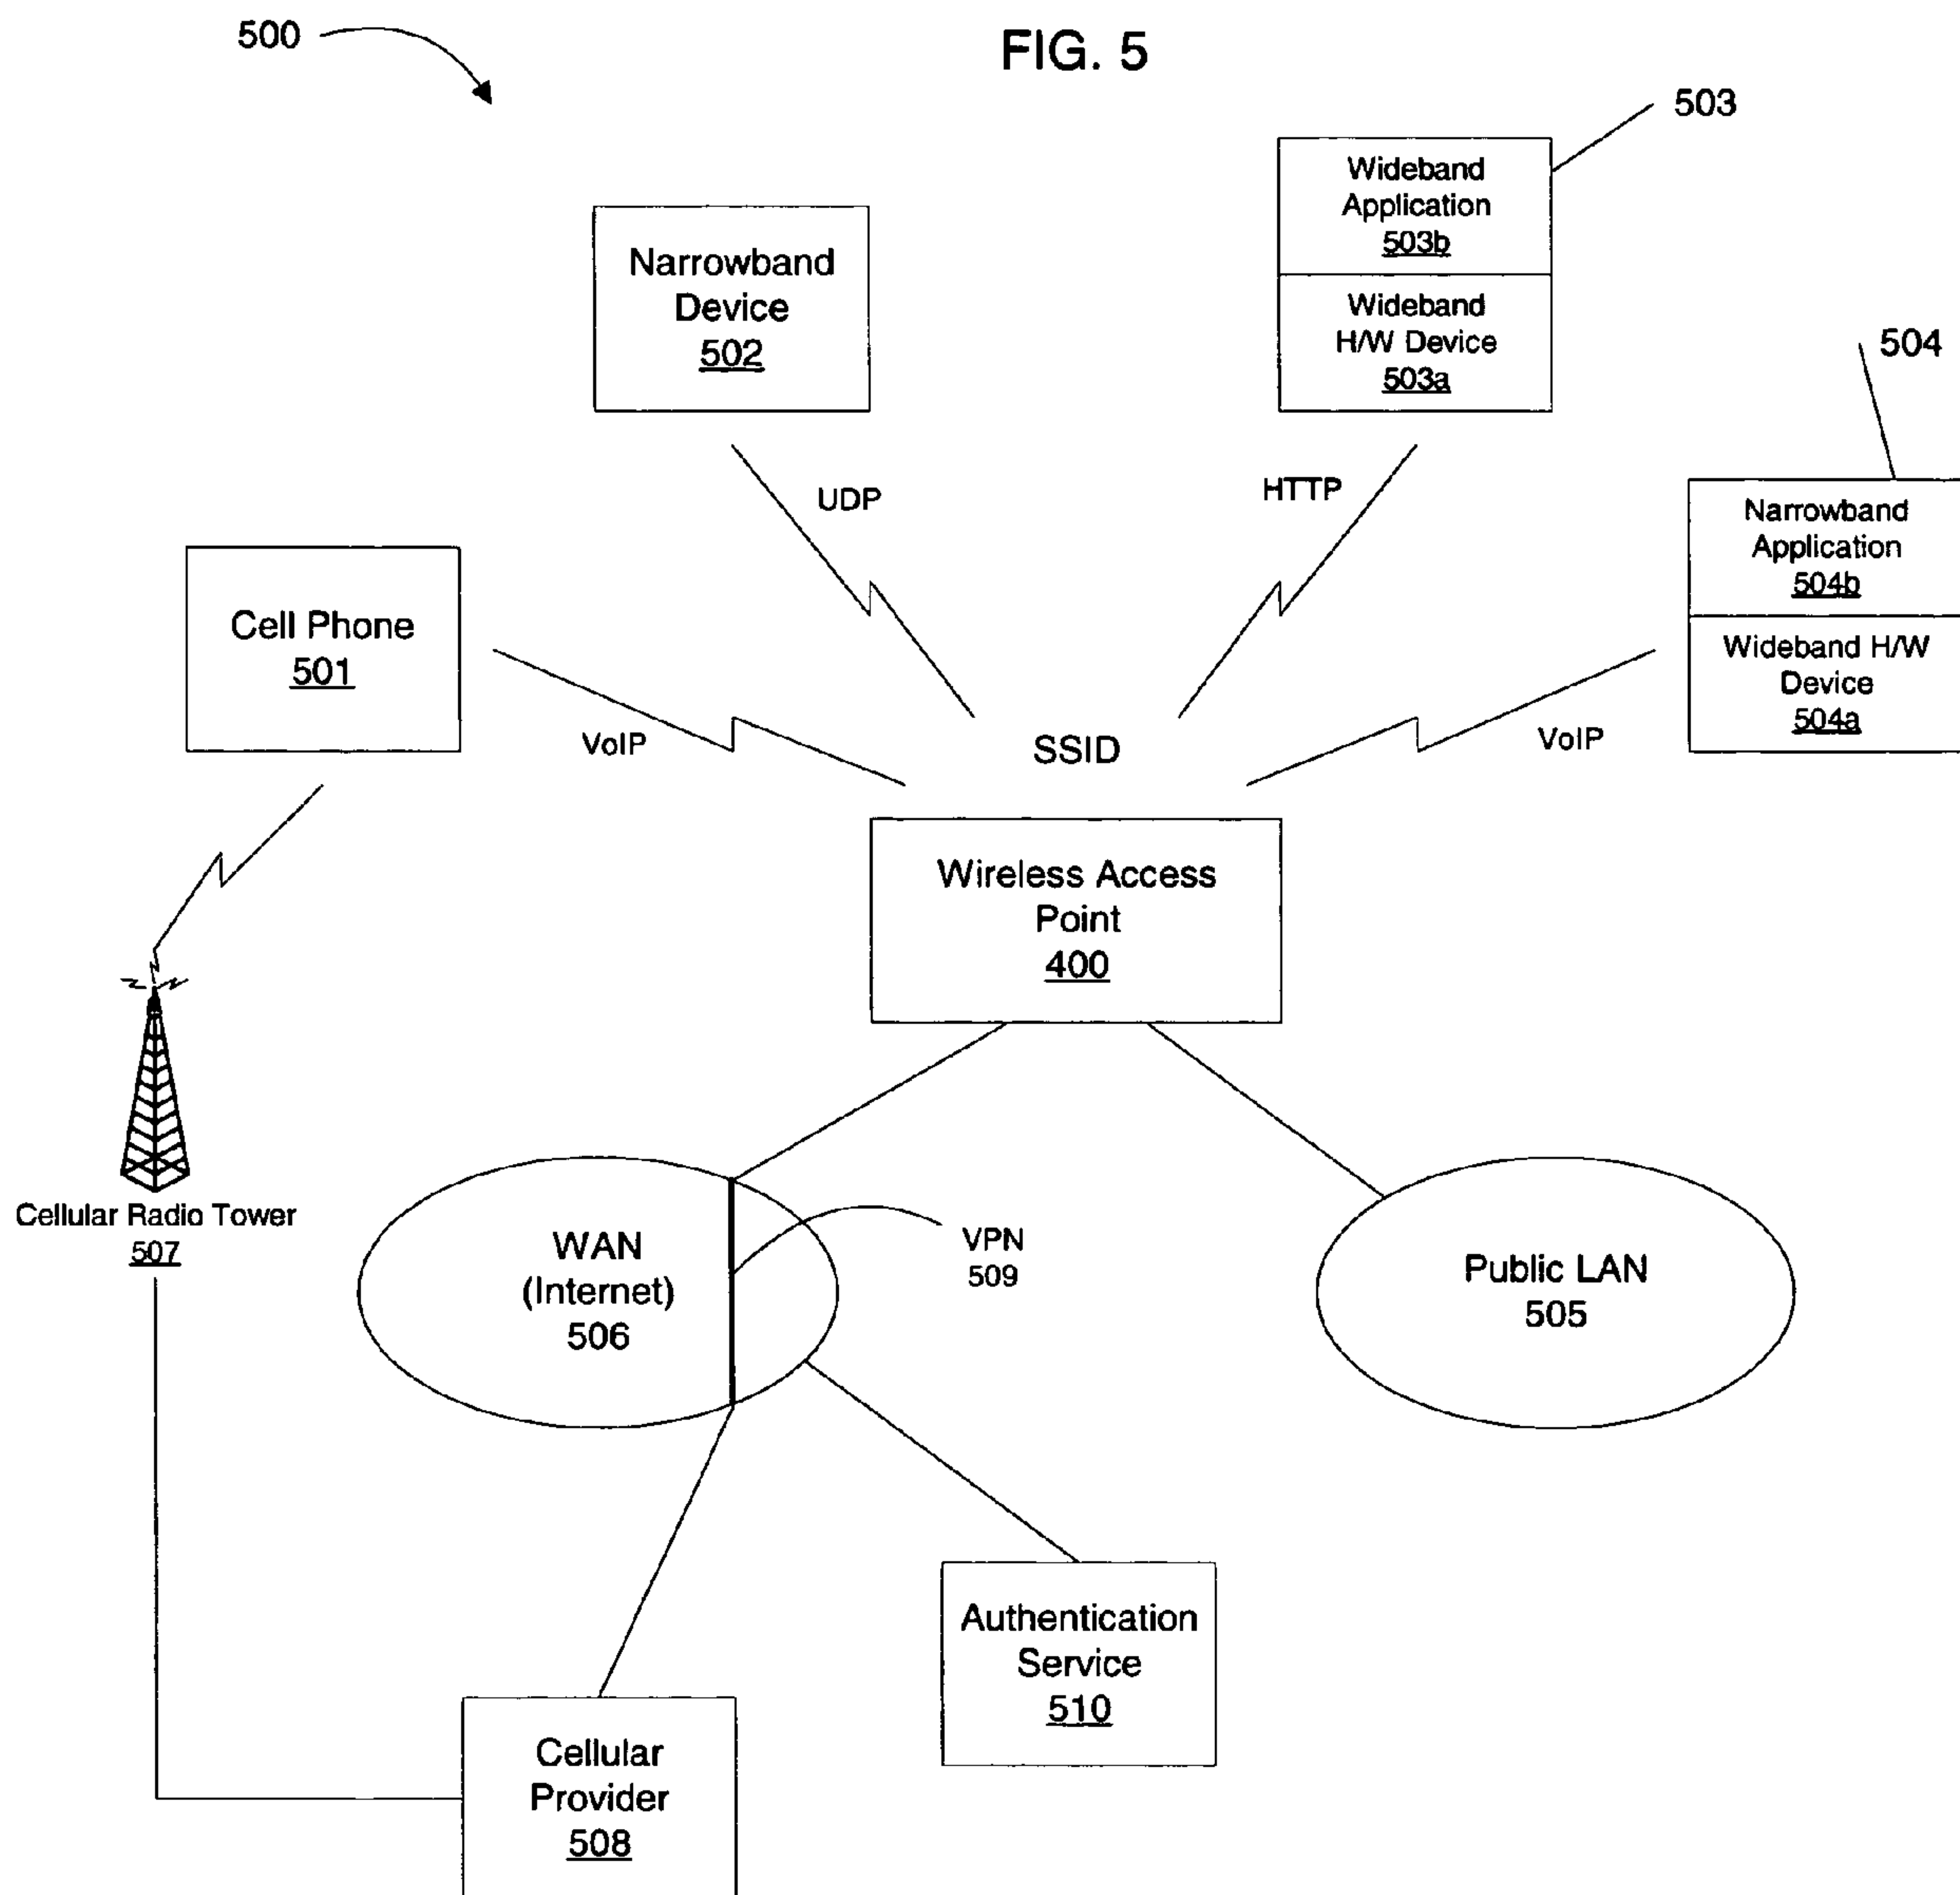 500
FIG. 5
503
Wideband
Application
503b
Wideband
H/W Device
503a
Narrowband
Device
502
504
Narrowband
Application
504b
Wideband H/W
Device
504a
UDP
HTTP
Cell Phone
501
VoIP
VoIP
SSID
Wireless Access
Point
400
Cellular Radio Tower
507
WAN
(Internet)
506
VPN
509
Public LAN
505
Authentication
Service
510
Cellular
Provider
508